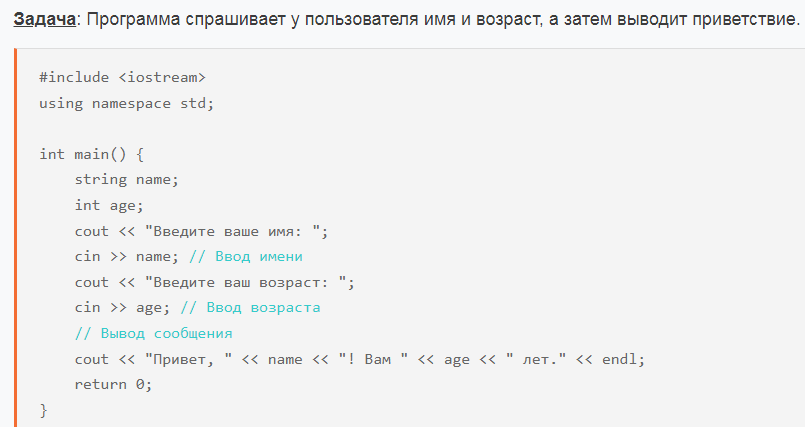 Задача: Программа спрашивает у пользователя имя и возраст, а затем выводит приветствие.
#include <iostream>
using namespace std;

int main() {
    string name;
    int age;
    cout << "Введите ваше имя: ";
    cin >> name; // Ввод имени
    cout << "Введите ваш возраст: ";
    cin >> age; // Ввод возраста
    // Вывод сообщения
    cout << "Привет, " << name << "! Вам " << age << " лет." << endl;
    return 0;
}